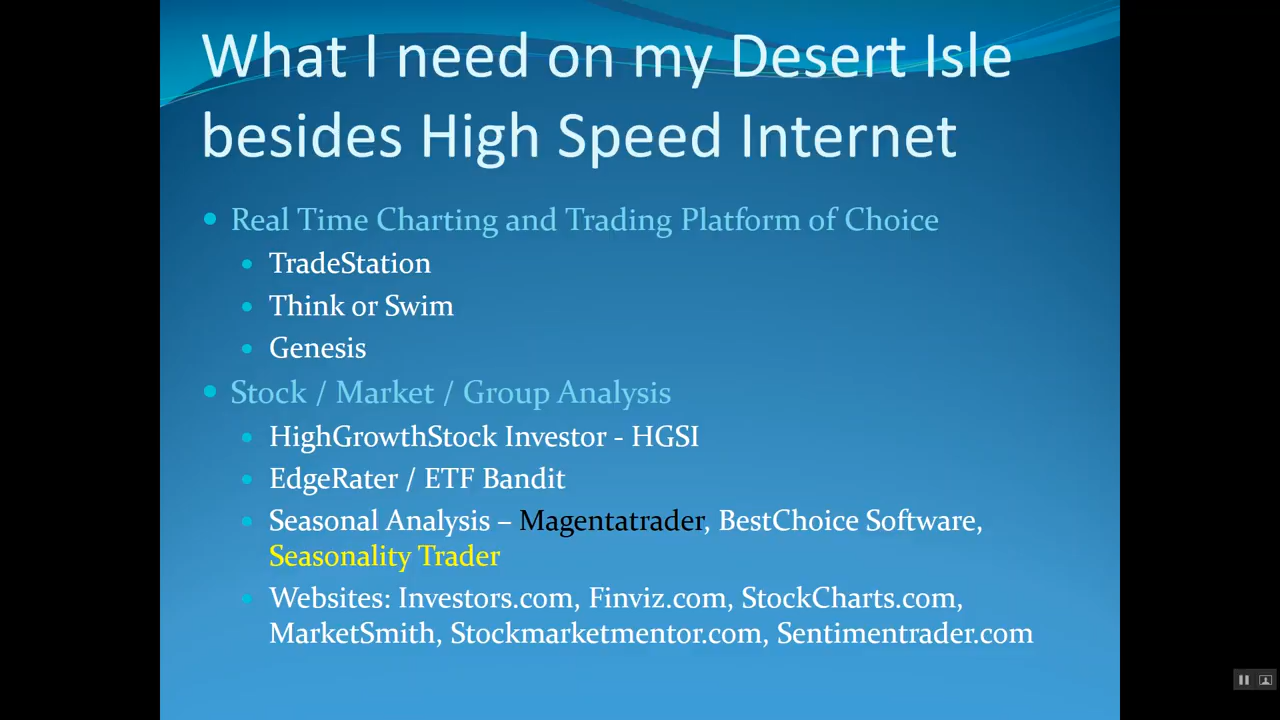 What I need on my Desert Isle
besides High Speed Internet
Real Time Charting and Trading Platform of Choice
TradeStation
Think or Swim
Genesis
Stock / Market / Group Analysis
HighGrowthStock Investor - HGSI
EdgeRater / ETF Bandit
Seasonal Analysis – Magentatrader, BestChoice Software,
Seasonality Trader
Websites: Investors.com, Finviz.com, StockCharts.com,
MarketSmith, Stockmarketmentor.com, Sentimentrader.com